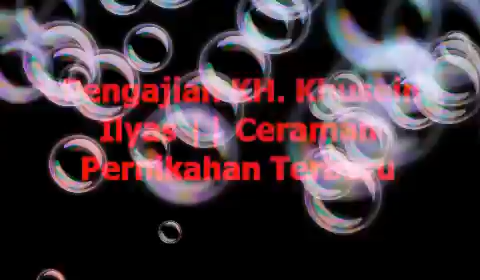 Pengajian KH. Khusein
Ilyas || Ceramah
Pernikahan Terbaru